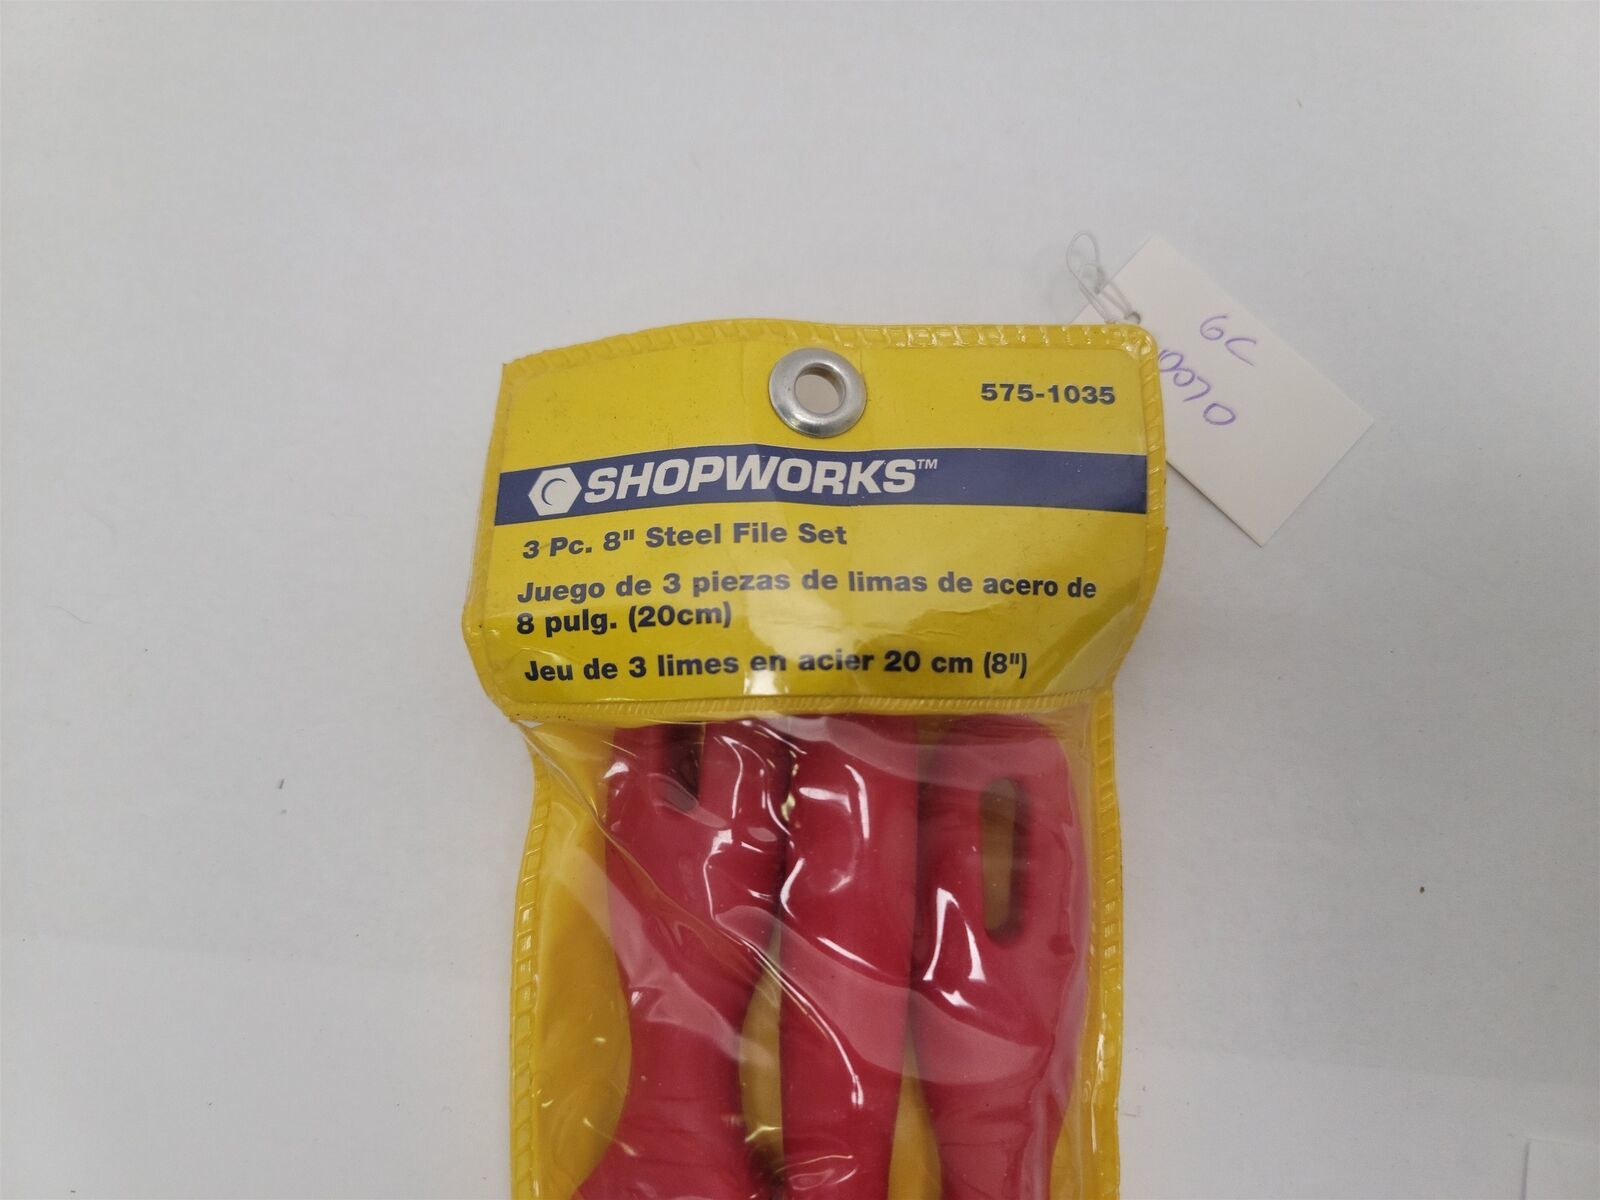 575-1035
SHOPWORKS™
3 Pc. 8" Steel File Set
Juego de 3 piezas de limas de acero de
8 pulg. (20cm)
Jeu de 3 limes en acier 20 cm (8")